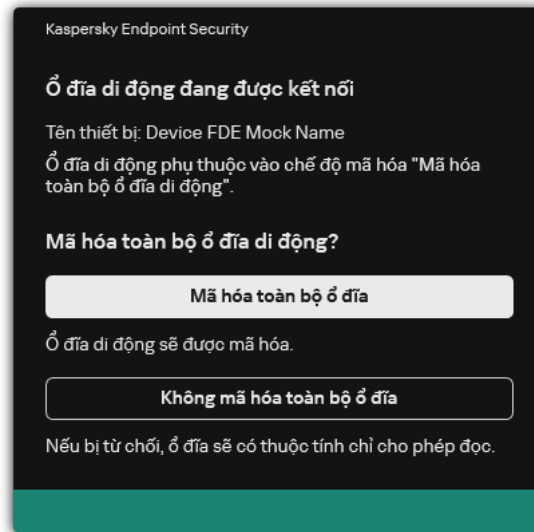 Kaspersky Endpoint Security
Ổ đĩa di động đang được kết nối
Tên thiết bị: Device FDE Mock Name
Ổ đĩa di động phụ thuộc vào chế độ mã hóa "Mã hóa
toàn bộ ổ đĩa di động".
Mã hóa toàn bộ ổ đĩa di động?
Mã hóa toàn bộ ổ đĩa
Ổ đĩa di động sẽ được mã hóa.
Không mã hóa toàn bộ ổ đĩa
Nếu bị từ chối, ổ đĩa sẽ có thuộc tính chỉ cho phép đọc.